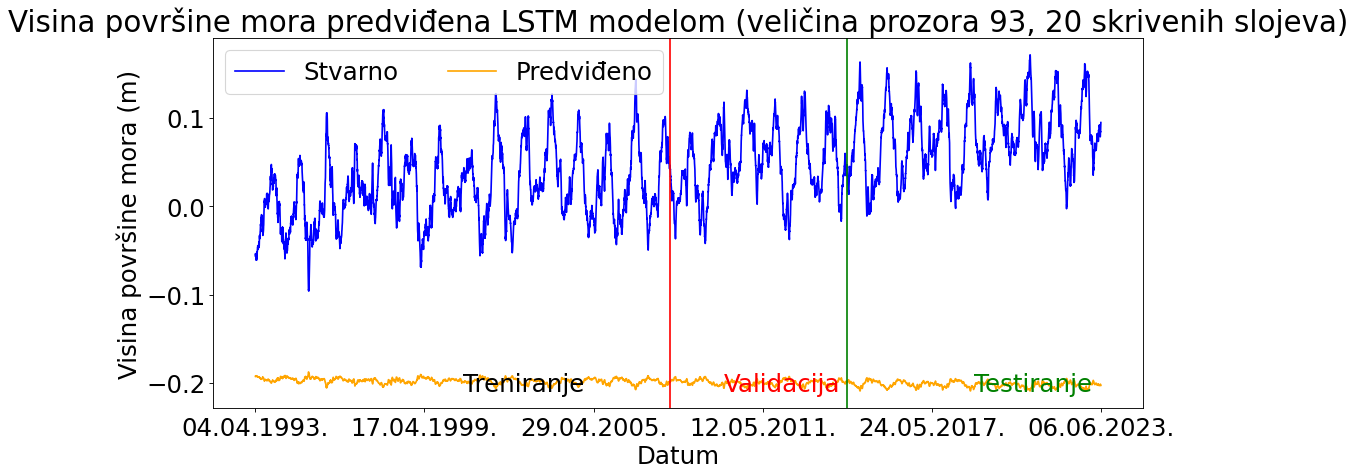 Visina površine mora predviđena LSTM modelom (veličina prozora 93, 20 skrivenih slojeva)
Stvarno Predviđeno
Visina površine mora (m)
0.1
0.0
−0.1
−0.2
Treniranje Validacija Testiranje
04.04.1993. 17.04.1999. 29.04.2005. 12.05.2011. 24.05.2017. 06.06.2023.
Datum